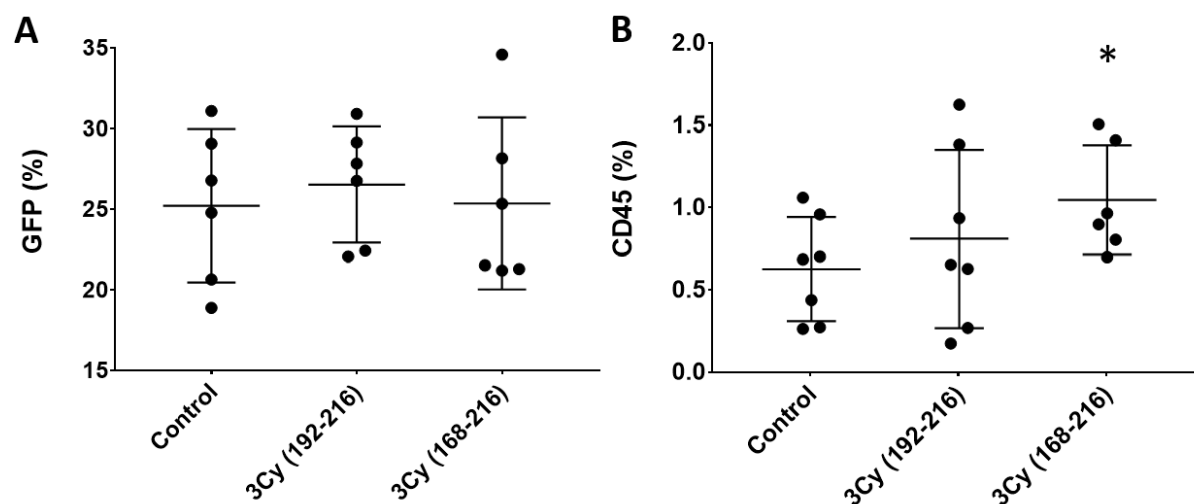 A
GFP (%)
35
30
25
20
15
Control
3Cy (192-216)
3Cy (168-216)
B
CD45 (%)
2.0
1.5
1.0
0.5
0.0
*
Control
3Cy (192-216)
3Cy (168-216)